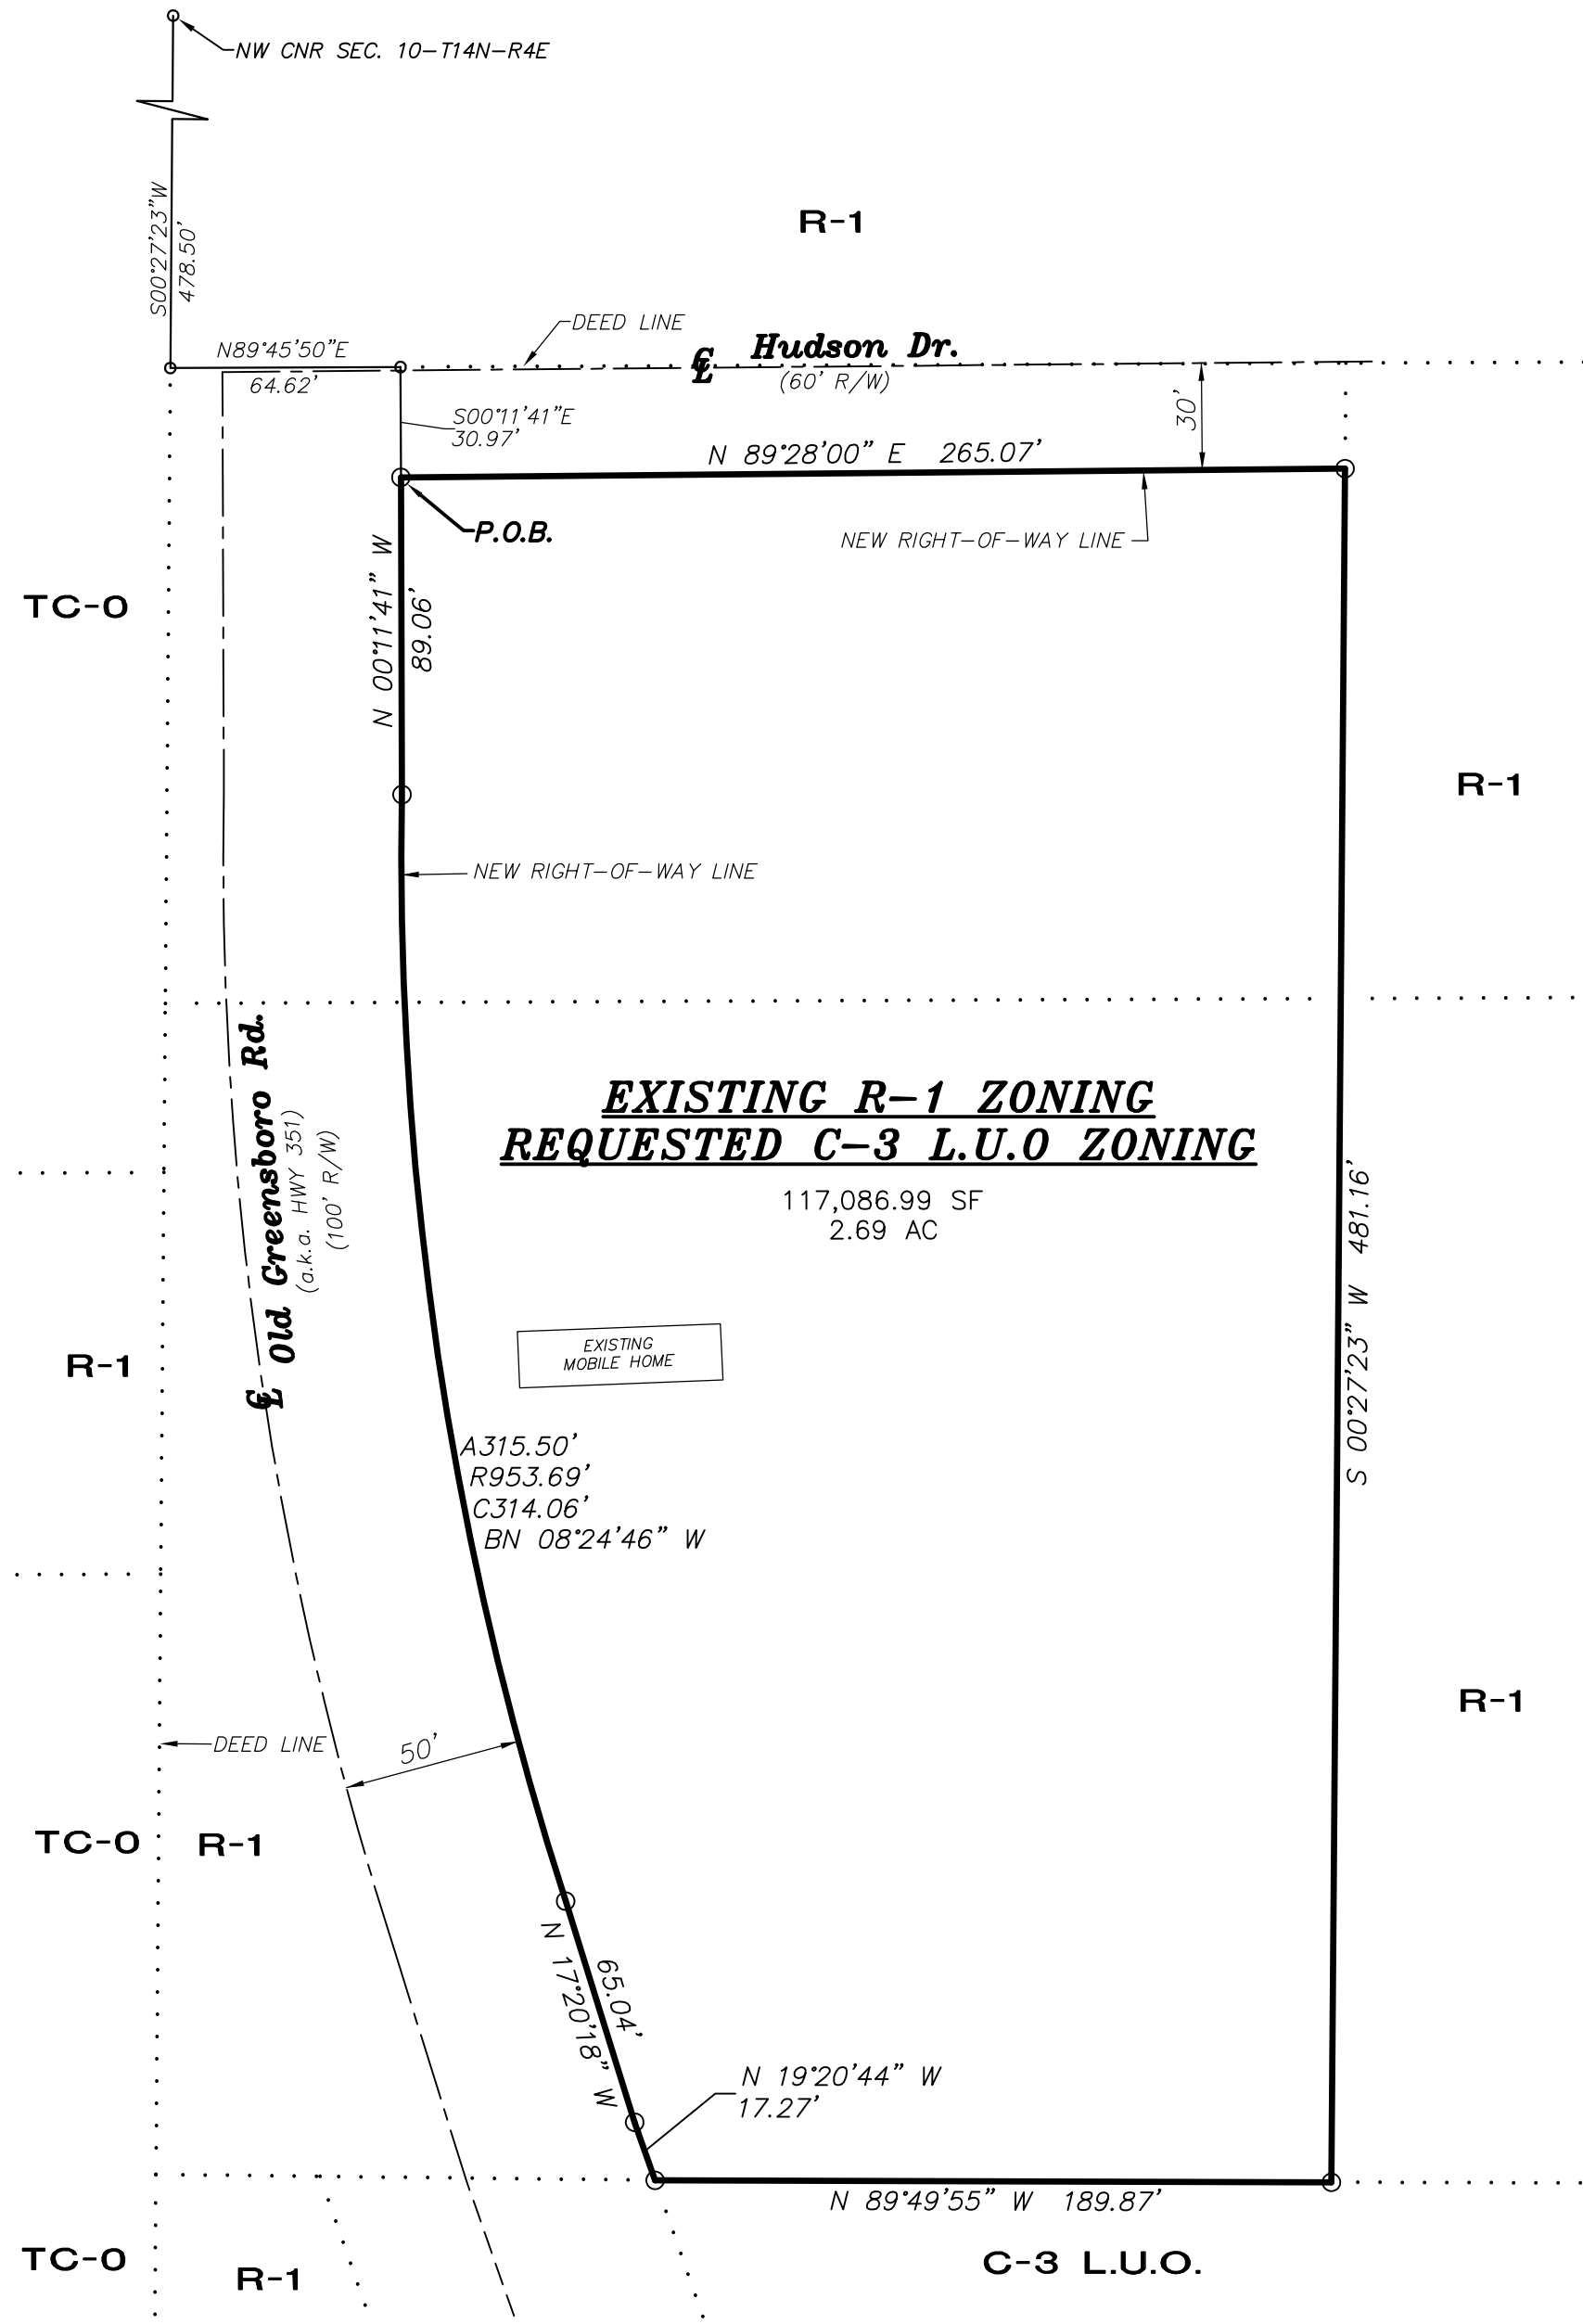 NW CNR SEC. 10-T14N-R4E
S00°27'23"W
478.50'
R-1
DEED LINE
N89°45'50"E
64.62'
℄ Hudson Dr.
(60' R/W)
30'
S00°11'41"E
30.97'
N 89°28'00" E 265.07'
P.O.B.
NEW RIGHT-OF-WAY LINE
N 00°11'41" W
89.06'
TC-0
R-1
NEW RIGHT-OF-WAY LINE
℄ Old Greensboro Rd.
(a.k.a. HWY 351)
(100' R/W)
EXISTING R-1 ZONING
REQUESTED C-3 L.U.O ZONING
117,086.99 SF
2.69 AC
S 00°27'23" W 481.16'
R-1
EXISTING
MOBILE HOME
A315.50'
R953.69'
C314.06'
BN 08°24'46" W
R-1
DEED LINE
50'
TC-0
R-1
N 17°20'18" W
65.04'
N 19°20'44" W
17.27'
N 89°49'55" W 189.87'
TC-0
R-1
C-3 L.U.O.